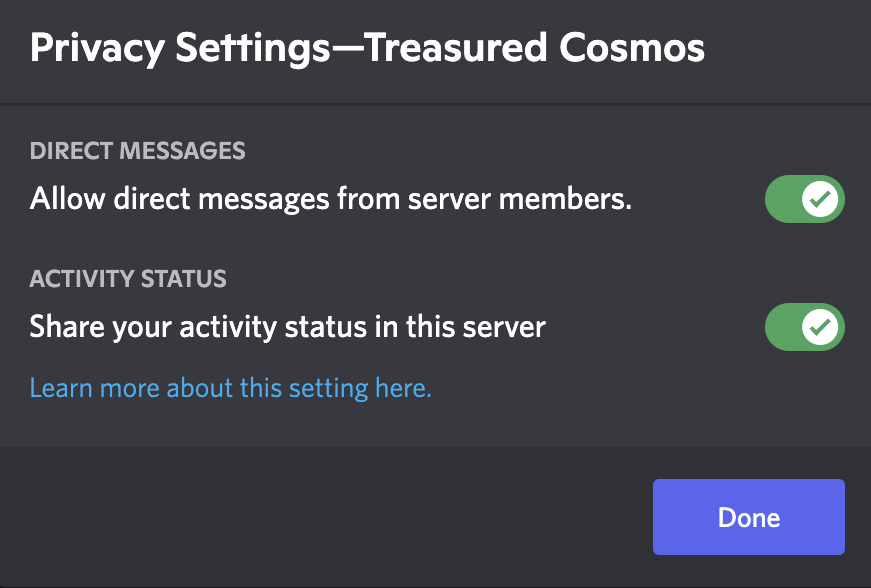 Privacy Settings—Treasured Cosmos
DIRECT MESSAGES
Allow direct messages from server members.
ACTIVITY STATUS
Share your activity status in this server
Learn more about this setting here.
Done